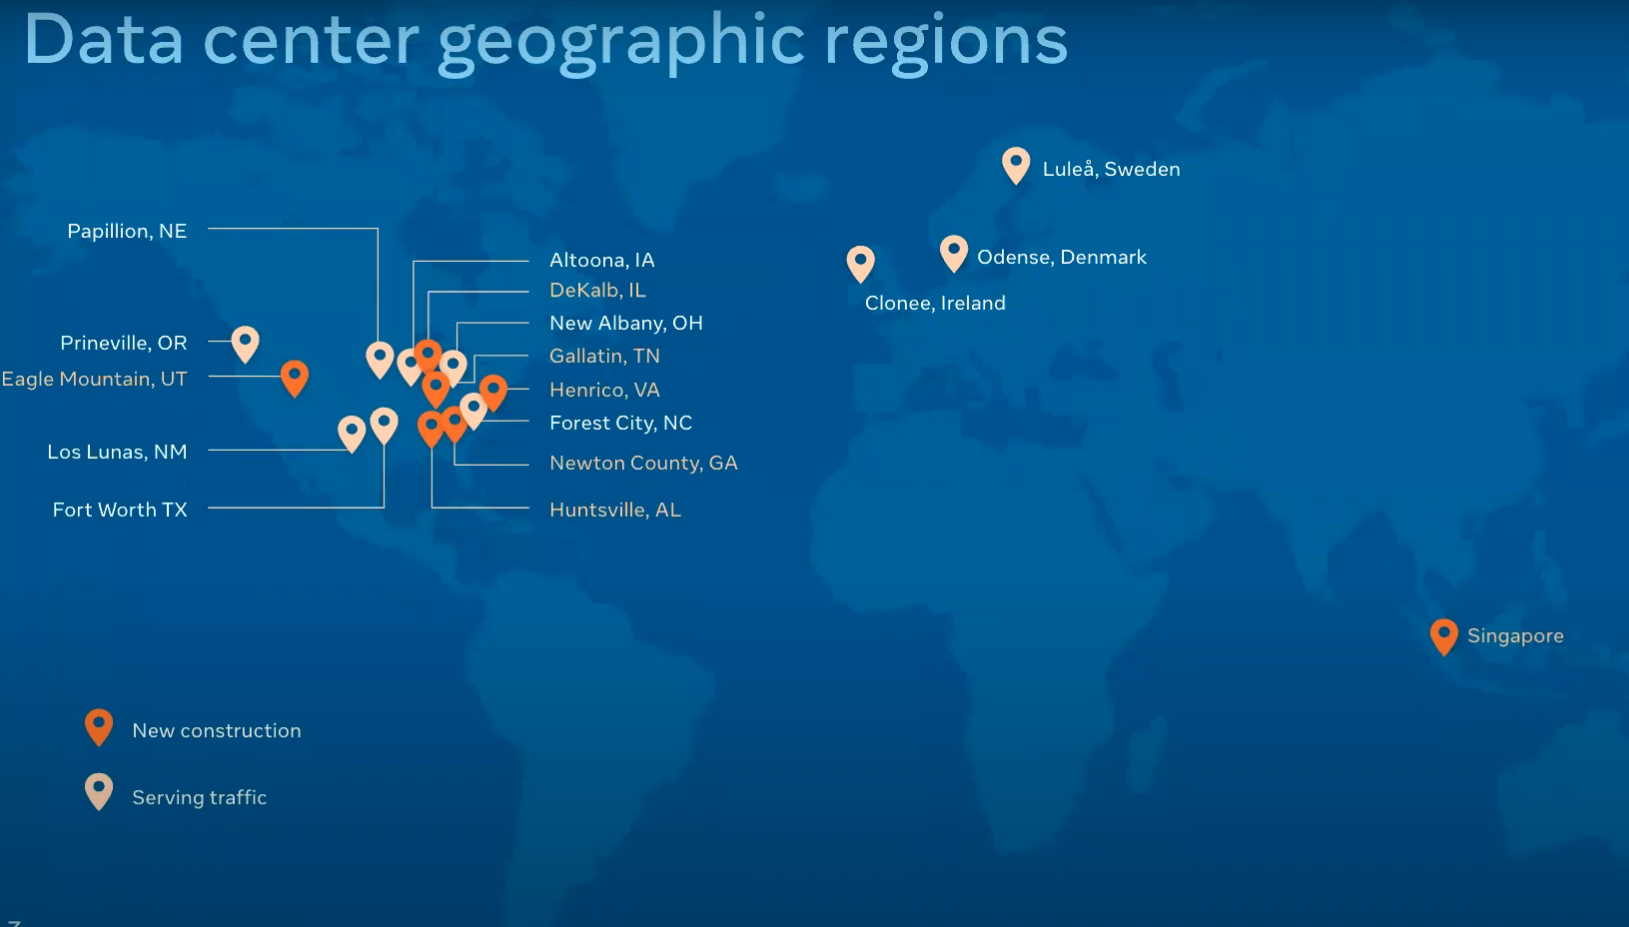 Data center geographic regions
Luleå, Sweden
Papillion, NE
Odense, Denmark
Altoona, IA
DeKalb, IL
Clonee, Ireland
New Albany, OH
Prineville, OR
Gallatin, TN
Eagle Mountain, UT
Henrico, VA
Forest City, NC
Los Lunas, NM
Newton County, GA
Fort Worth TX
Huntsville, AL
Singapore
New construction
Serving traffic